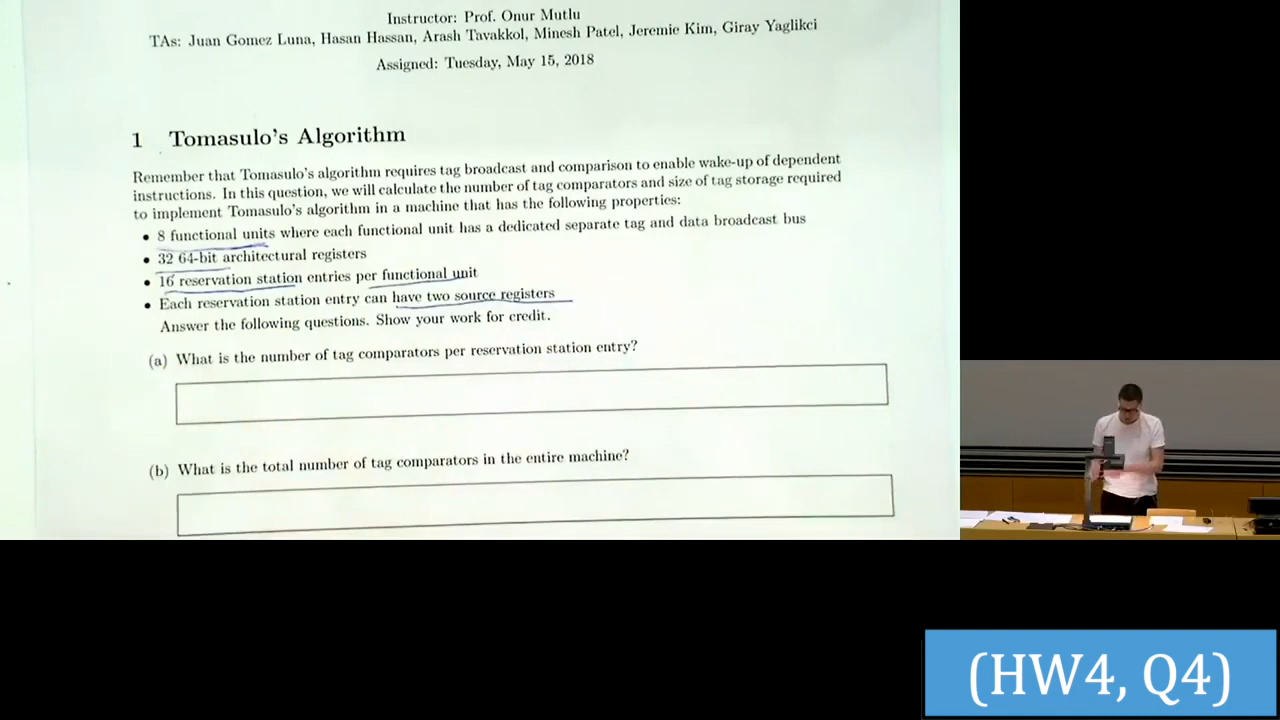 Instructor: Prof. Onur Mutlu
TAs: Juan Gomez Luna, Hasan Hassan, Arash Tavakkol, Minesh Patel, Jeremie Kim, Giray Yaglikci
Assigned: Tuesday, May 15, 2018
1 Tomasulo's Algorithm
Remember that Tomasulo's algorithm requires tag broadcast and comparison to enable wake-up of dependent
instructions. In this question, we will calculate the number of tag comparators and size of tag storage required
to implement Tomasulo's algorithm in a machine that has the following properties:
• 8 functional units where each functional unit has a dedicated separate tag and data broadcast bus
• 32 64-bit architectural registers
• 16 reservation station entries per functional unit
• Each reservation station entry can have two source registers
Answer the following questions. Show your work for credit.
(a) What is the number of tag comparators per reservation station entry?
(b) What is the total number of tag comparators in the entire machine?
(HW4, Q4)